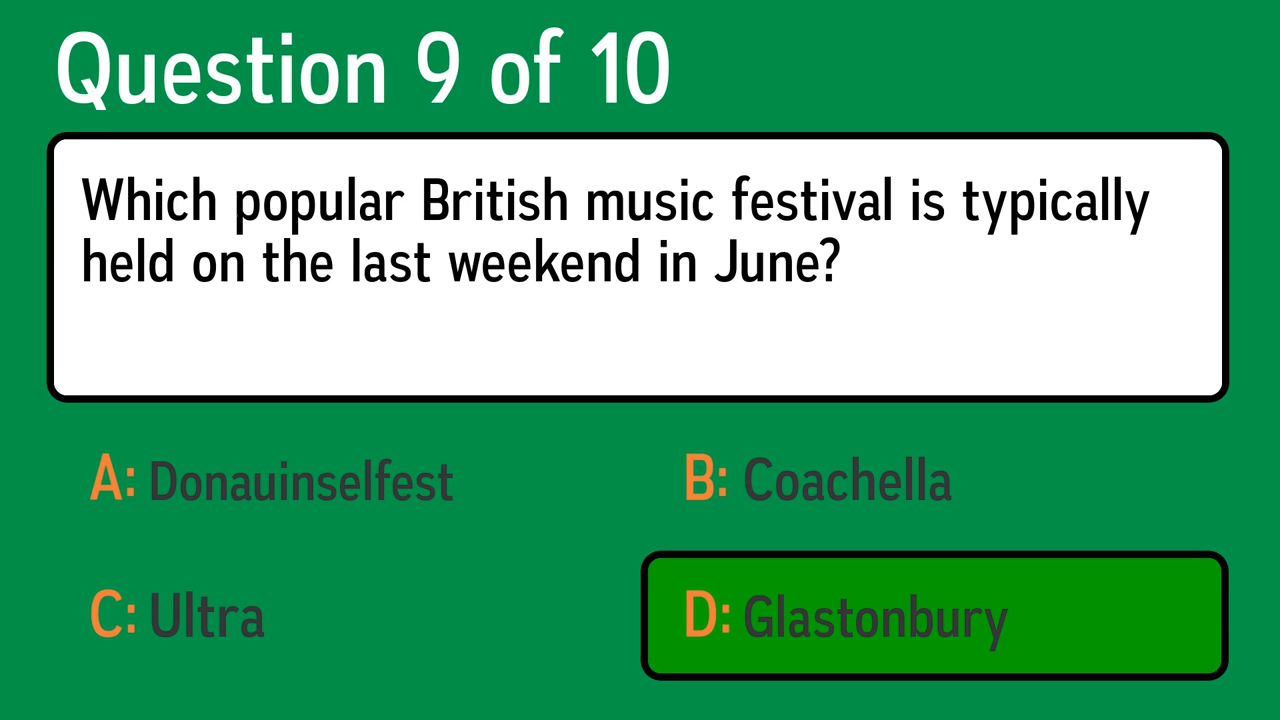 Question 9 of 10
Which popular British music festival is typically
held on the last weekend in June?
A: Donauinselfest
B: Coachella
C: Ultra
D: Glastonbury